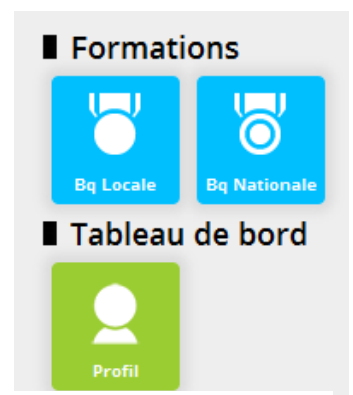 Formations
Bq Locale
Bq Nationale
Tableau de bord
Profil